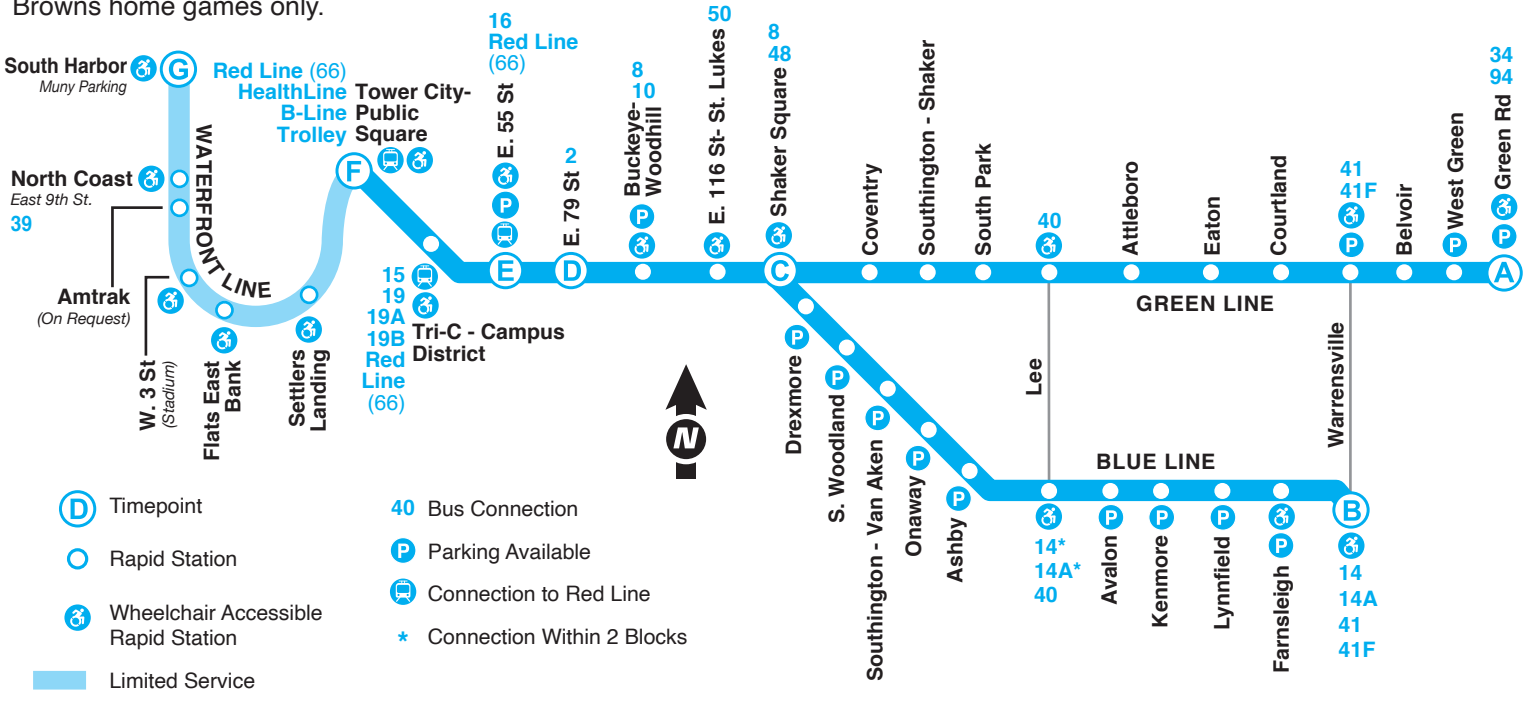 Browns home games only.
South Harbor
Muny Parking
G
North Coast
East 9th St.
39
Amtrak
(On Request)
W. 3 St
(Stadium)
Flats East
Bank
Settlers
Landing
WATERFRONT LINE
Red Line (66)
HealthLine
B-Line
Trolley
Tower City-
Public
Square
F
15
19
19A
19B
Red
Line
(66)
Tri-C - Campus
District
16
Red Line
(66)
E. 55 St
P
E
2
E. 79 St
D
8
10
Buckeye-
Woodhill
P
50
E. 116 St- St. Lukes
8
48
Shaker Square
C
Coventry
Southington - Shaker
South Park
40
Attleboro
Eaton
Courtland
41
41F
P
Belvoir
West Green
P
34
94
Green Rd
P
A
GREEN LINE
Lee
Warrensville
N
Drexmore
P
S. Woodland
P
Southington - Van Aken
P
Onaway
P
Ashby
P
BLUE LINE
14*
14A*
40
Avalon
P
Kenmore
P
Lynnfield
P
Farnsleigh
P
B
14
14A
41
41F
D Timepoint
Rapid Station
Wheelchair Accessible
Rapid Station
Limited Service
40 Bus Connection
P Parking Available
Connection to Red Line
* Connection Within 2 Blocks